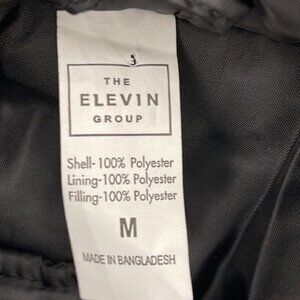 THE
ELEVIN
GROUP
Shell-100% Polyester
Lining-100% Polyester
Filling-100% Polyester
M
MADE IN BANGLADESH